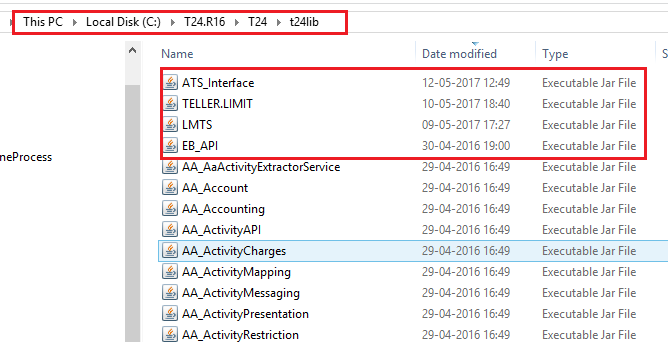 This PC Local Disk (C:) T24.R16 T24 t24lib
Name Date modified Type S
ATS_Interface 12-05-2017 12:49 Executable Jar File
TELLER.LIMIT 10-05-2017 18:40 Executable Jar File
LMTS 09-05-2017 17:27 Executable Jar File
neProcess EB_API 30-04-2016 19:00 Executable Jar File
AA_AaActivityExtractorService 29-04-2016 16:49 Executable Jar File
AA_Account 29-04-2016 16:49 Executable Jar File
AA_Accounting 29-04-2016 16:49 Executable Jar File
AA_ActivityAPI 29-04-2016 16:49 Executable Jar File
AA_ActivityCharges 29-04-2016 16:49 Executable Jar File
AA_ActivityMapping 29-04-2016 16:49 Executable Jar File
AA_ActivityMessaging 29-04-2016 16:49 Executable Jar File
AA_ActivityPresentation 29-04-2016 16:49 Executable Jar File
AA_ActivityRestriction 29-04-2016 16:49 Executable Jar File